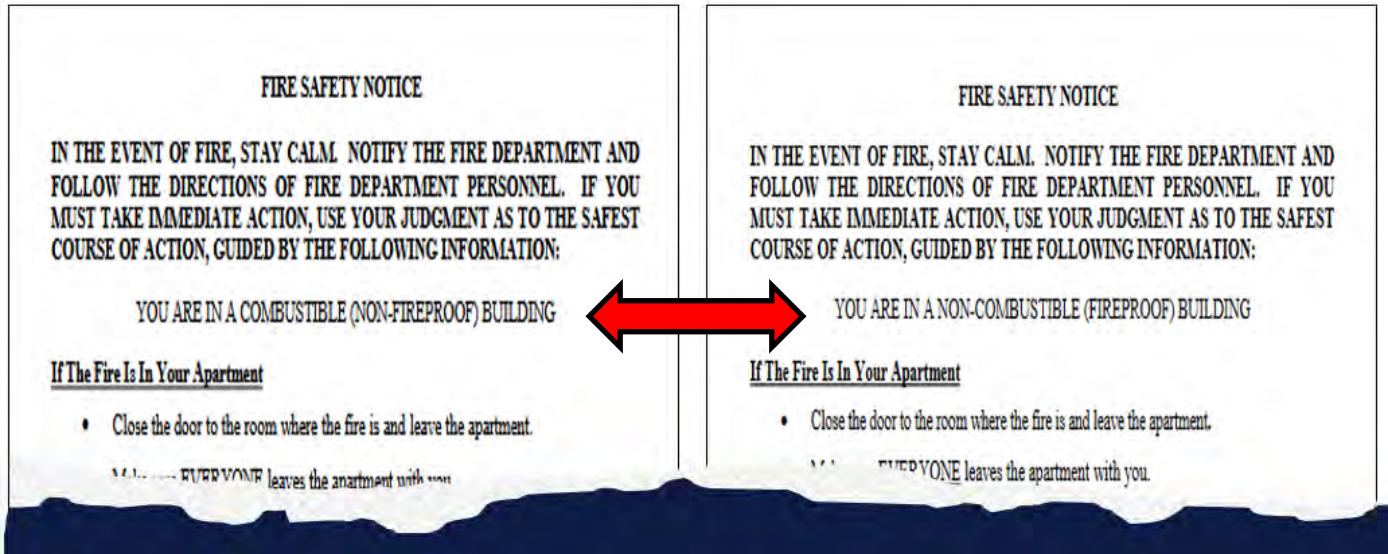 FIRE SAFETY NOTICE
IN THE EVENT OF FIRE, STAY CALM. NOTIFY THE FIRE DEPARTMENT AND
FOLLOW THE DIRECTIONS OF FIRE DEPARTMENT PERSONNEL. IF YOU
MUST TAKE IMMEDIATE ACTION, USE YOUR JUDGMENT AS TO THE SAFEST
COURSE OF ACTION, GUIDED BY THE FOLLOWING INFORMATION:
YOU ARE IN A COMBUSTIBLE (NON-FIREPROOF) BUILDING
If The Fire Is In Your Apartment
• Close the door to the room where the fire is and leave the apartment.
EVERYONE leaves the apartment with you
FIRE SAFETY NOTICE
IN THE EVENT OF FIRE, STAY CALM. NOTIFY THE FIRE DEPARTMENT AND
FOLLOW THE DIRECTIONS OF FIRE DEPARTMENT PERSONNEL. IF YOU
MUST TAKE IMMEDIATE ACTION, USE YOUR JUDGMENT AS TO THE SAFEST
COURSE OF ACTION, GUIDED BY THE FOLLOWING INFORMATION:
YOU ARE IN A NON-COMBUSTIBLE (FIREPROOF) BUILDING
If The Fire Is In Your Apartment
• Close the door to the room where the fire is and leave the apartment.
EVERYONE leaves the apartment with you.